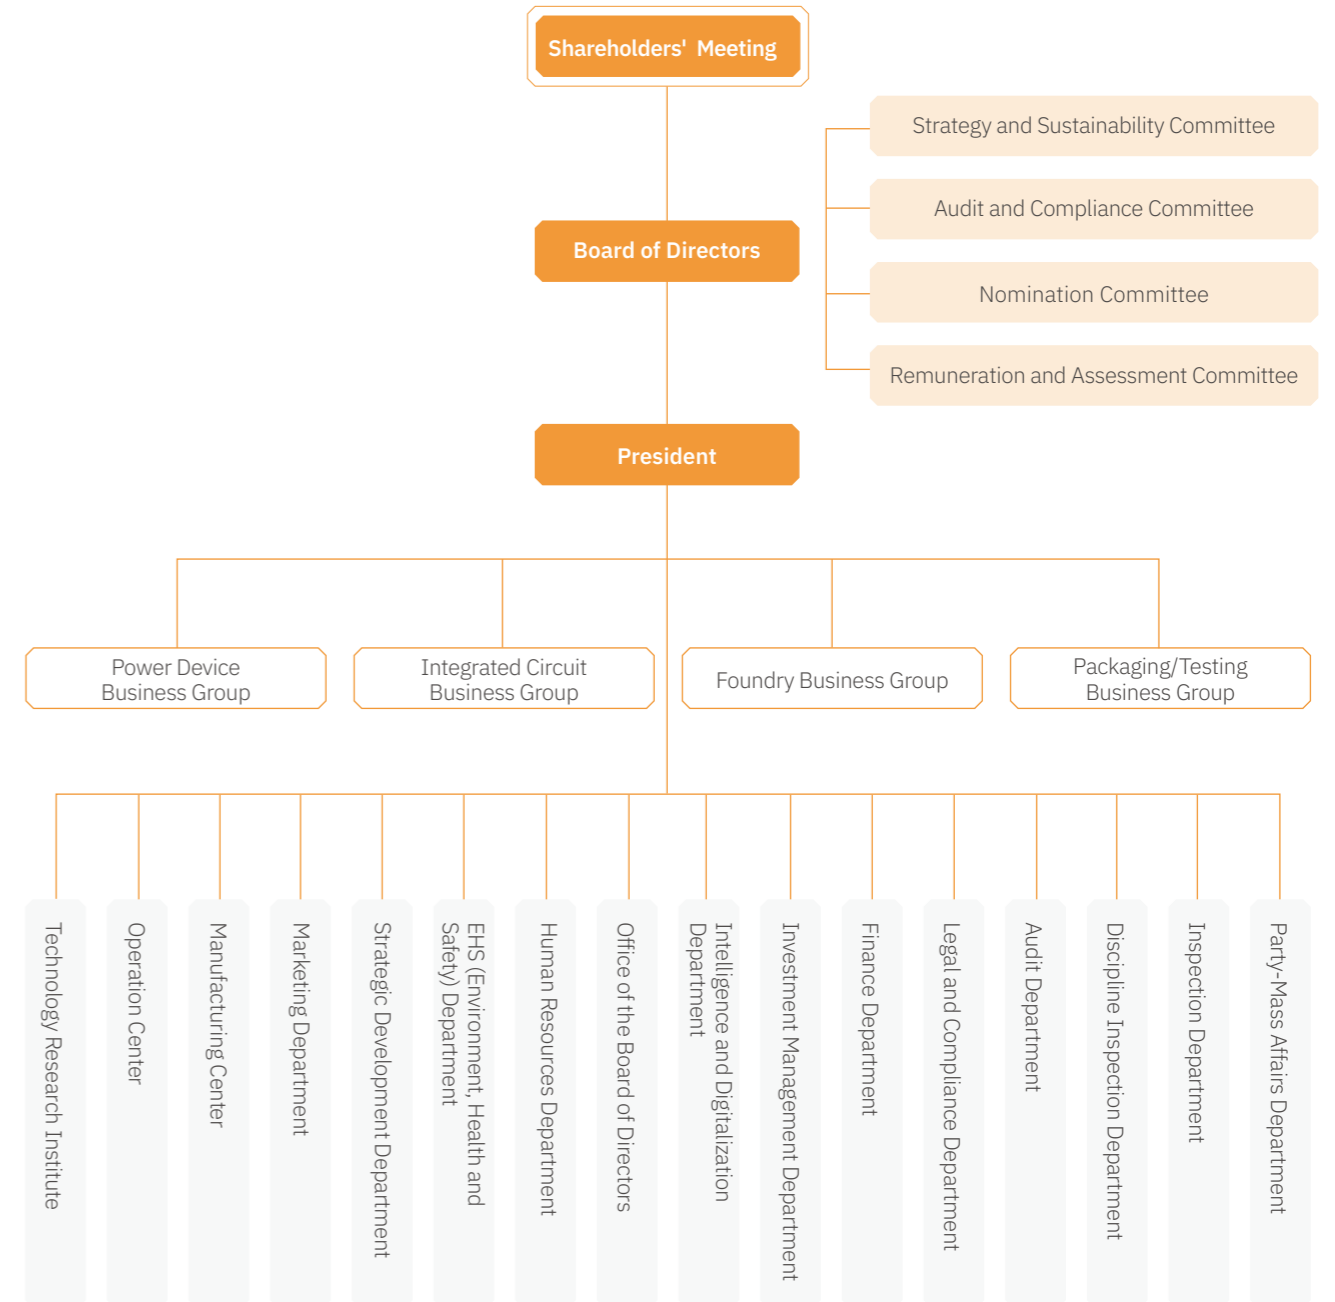 Shareholders' Meeting
Strategy and Sustainability Committee
Audit and Compliance Committee
Board of Directors
Nomination Committee
Remuneration and Assessment Committee
President
Power Device
Business Group
Integrated Circuit
Business Group
Foundry Business Group
Packaging/Testing
Business Group
Technology Research Institute
Operation Center
Manufacturing Center
Marketing Department
Strategic Development Department
EHS (Environment, Health and
Safety) Department
Human Resources Department
Office of the Board of Directors
Intelligence and Digitalization
Department
Investment Management Department
Finance Department
Legal and Compliance Department
Audit Department
Discipline Inspection Department
Inspection Department
Party-Mass Affairs Department